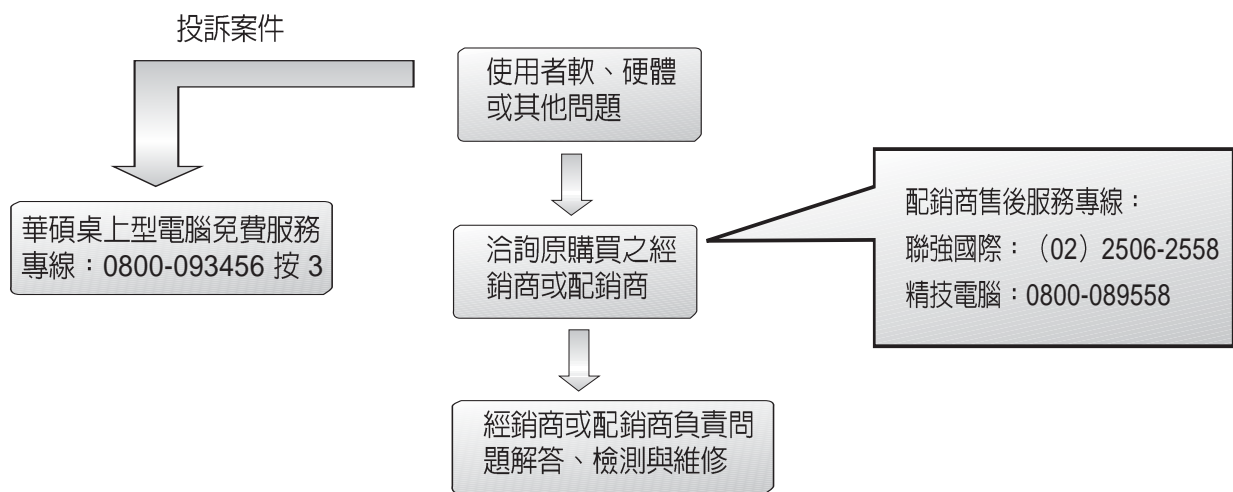 投訴案件
使用者軟、硬體
或其他問題
華碩桌上型電腦免費服務
專線：0800-093456 按 3
洽詢原購買之經
銷商或配銷商
配銷商售後服務專線：
聯強國際：（02）2506-2558
精技電腦：0800-089558
經銷商或配銷商負責問
題解答、檢測與維修